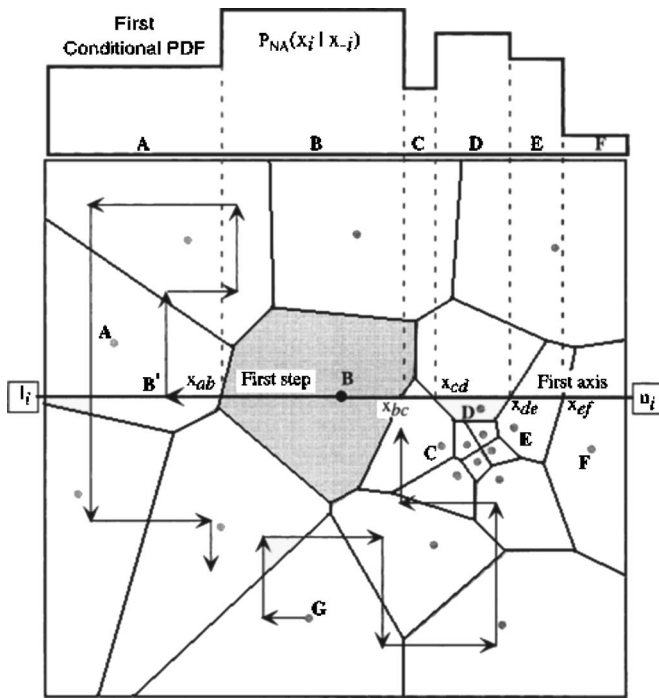 First
Conditional PDF
P_NA(x_i | x_-i)
A B C D E F
A
B' x_ab First step B x_bc x_cd D x_de First axis x_ef
l_i
u_i
C
E
F
G